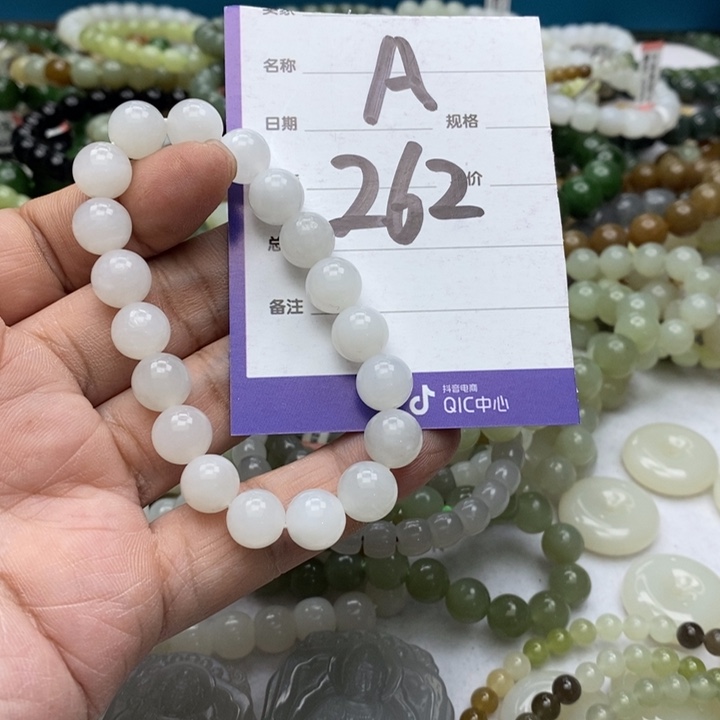 名称 A
日期 规格
262 价
总
备注
抖音电商
QIC中心